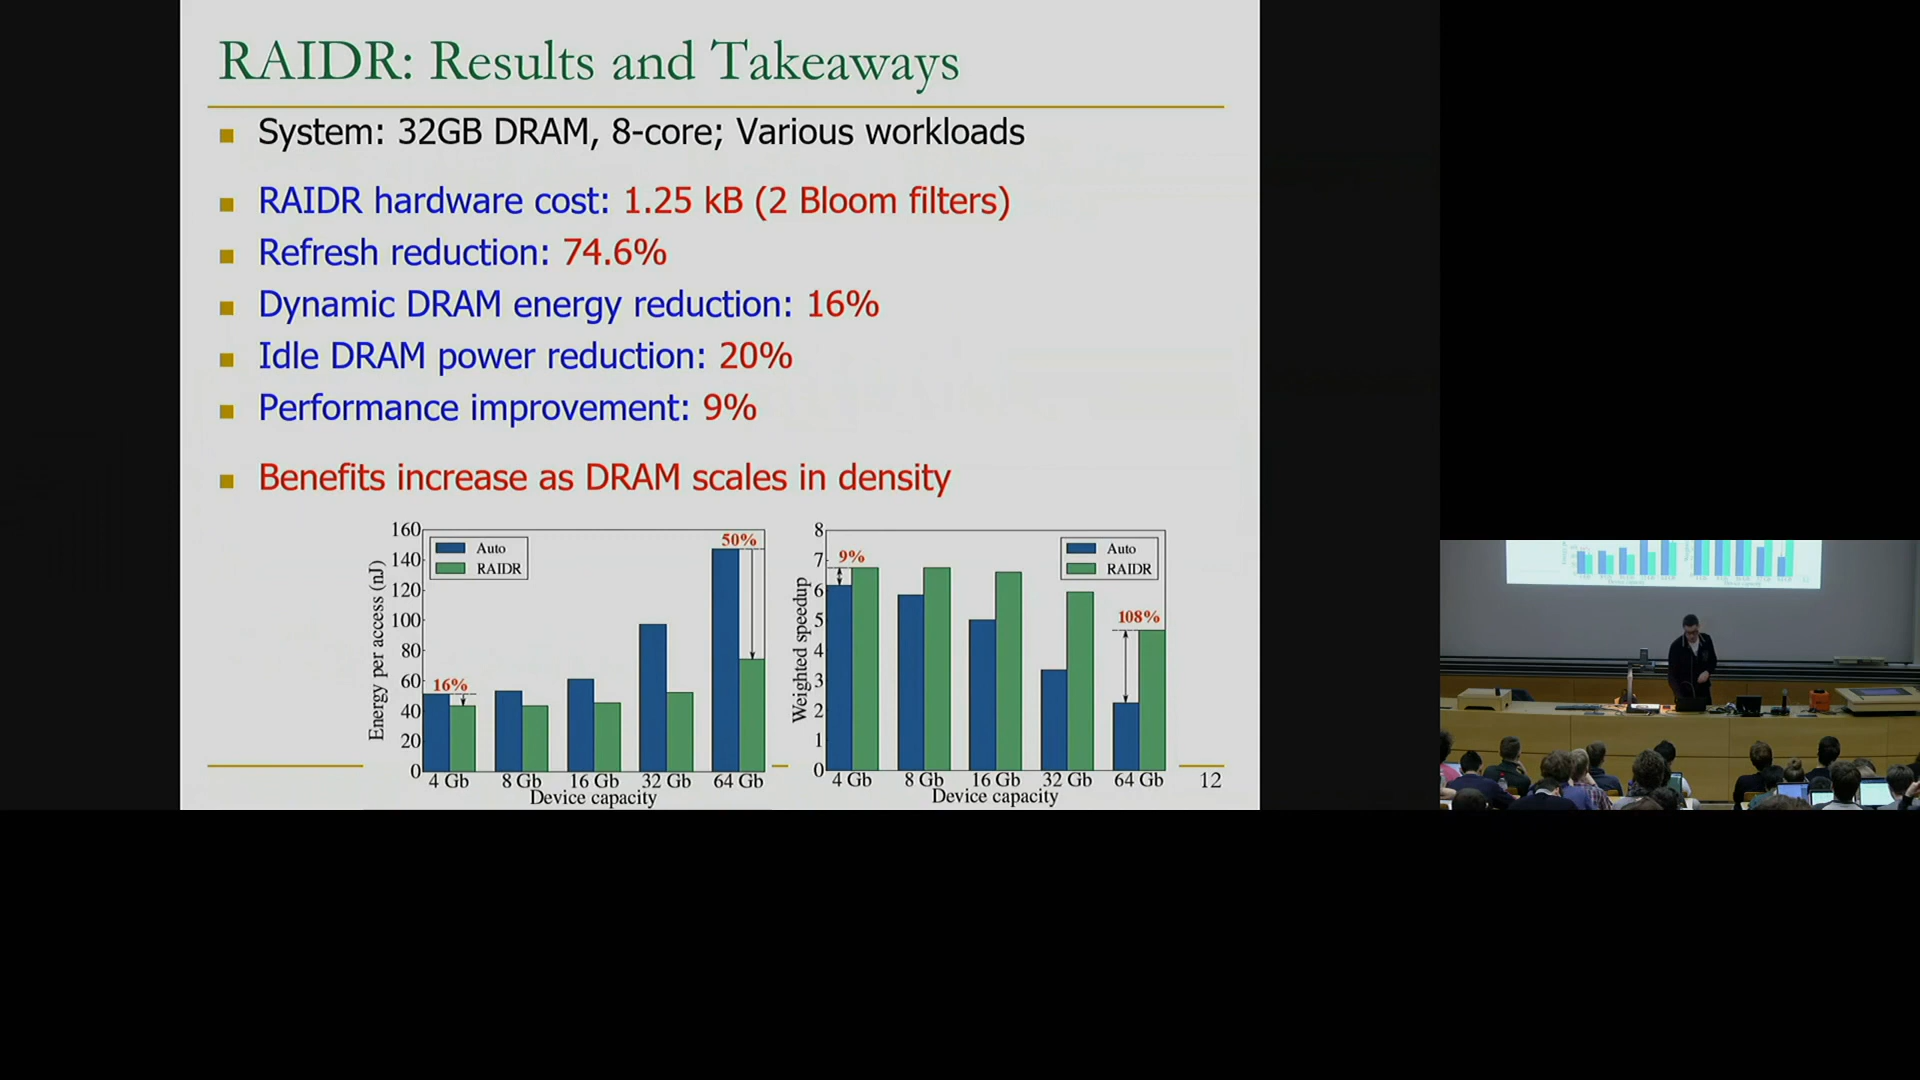 RAIDR: Results and Takeaways
System: 32GB DRAM, 8-core; Various workloads
RAIDR hardware cost: 1.25 kB (2 Bloom filters)
Refresh reduction: 74.6%
Dynamic DRAM energy reduction: 16%
Idle DRAM power reduction: 20%
Performance improvement: 9%
Benefits increase as DRAM scales in density
Energy per access (nJ)
160
140
120
100
80
60
40
20
0
Auto
RAIDR
16%
50%
4 Gb 8 Gb 16 Gb 32 Gb 64 Gb
Device capacity
Weighted speedup
8
7
6
5
4
3
2
1
0
Auto
RAIDR
9%
108%
4 Gb 8 Gb 16 Gb 32 Gb 64 Gb
Device capacity
12